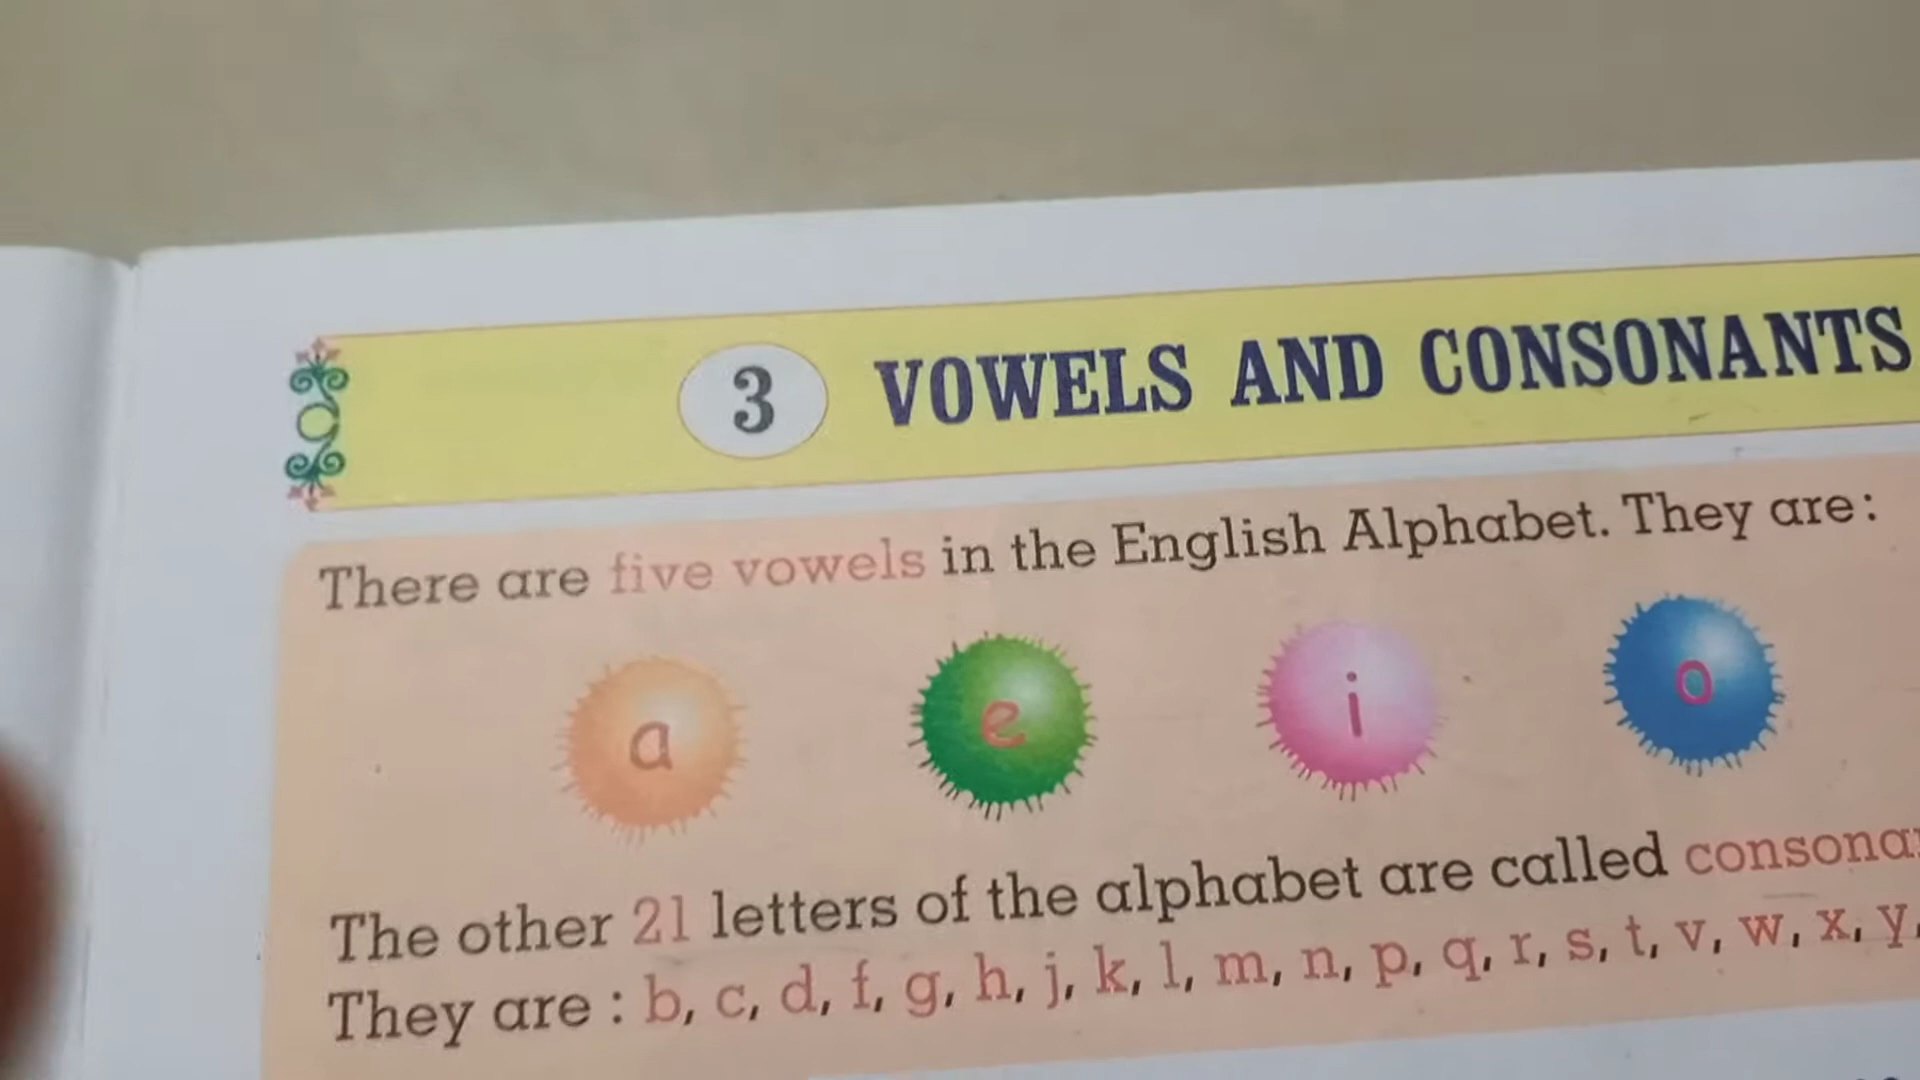 3 VOWELS AND CONSONANTS
There are five vowels in the English Alphabet. They are:
a e i o
The other 21 letters of the alphabet are called
They are : b, c, d, f, g, h, j, k, l, m, n, p, q, r, s, t, v, w, x, y,